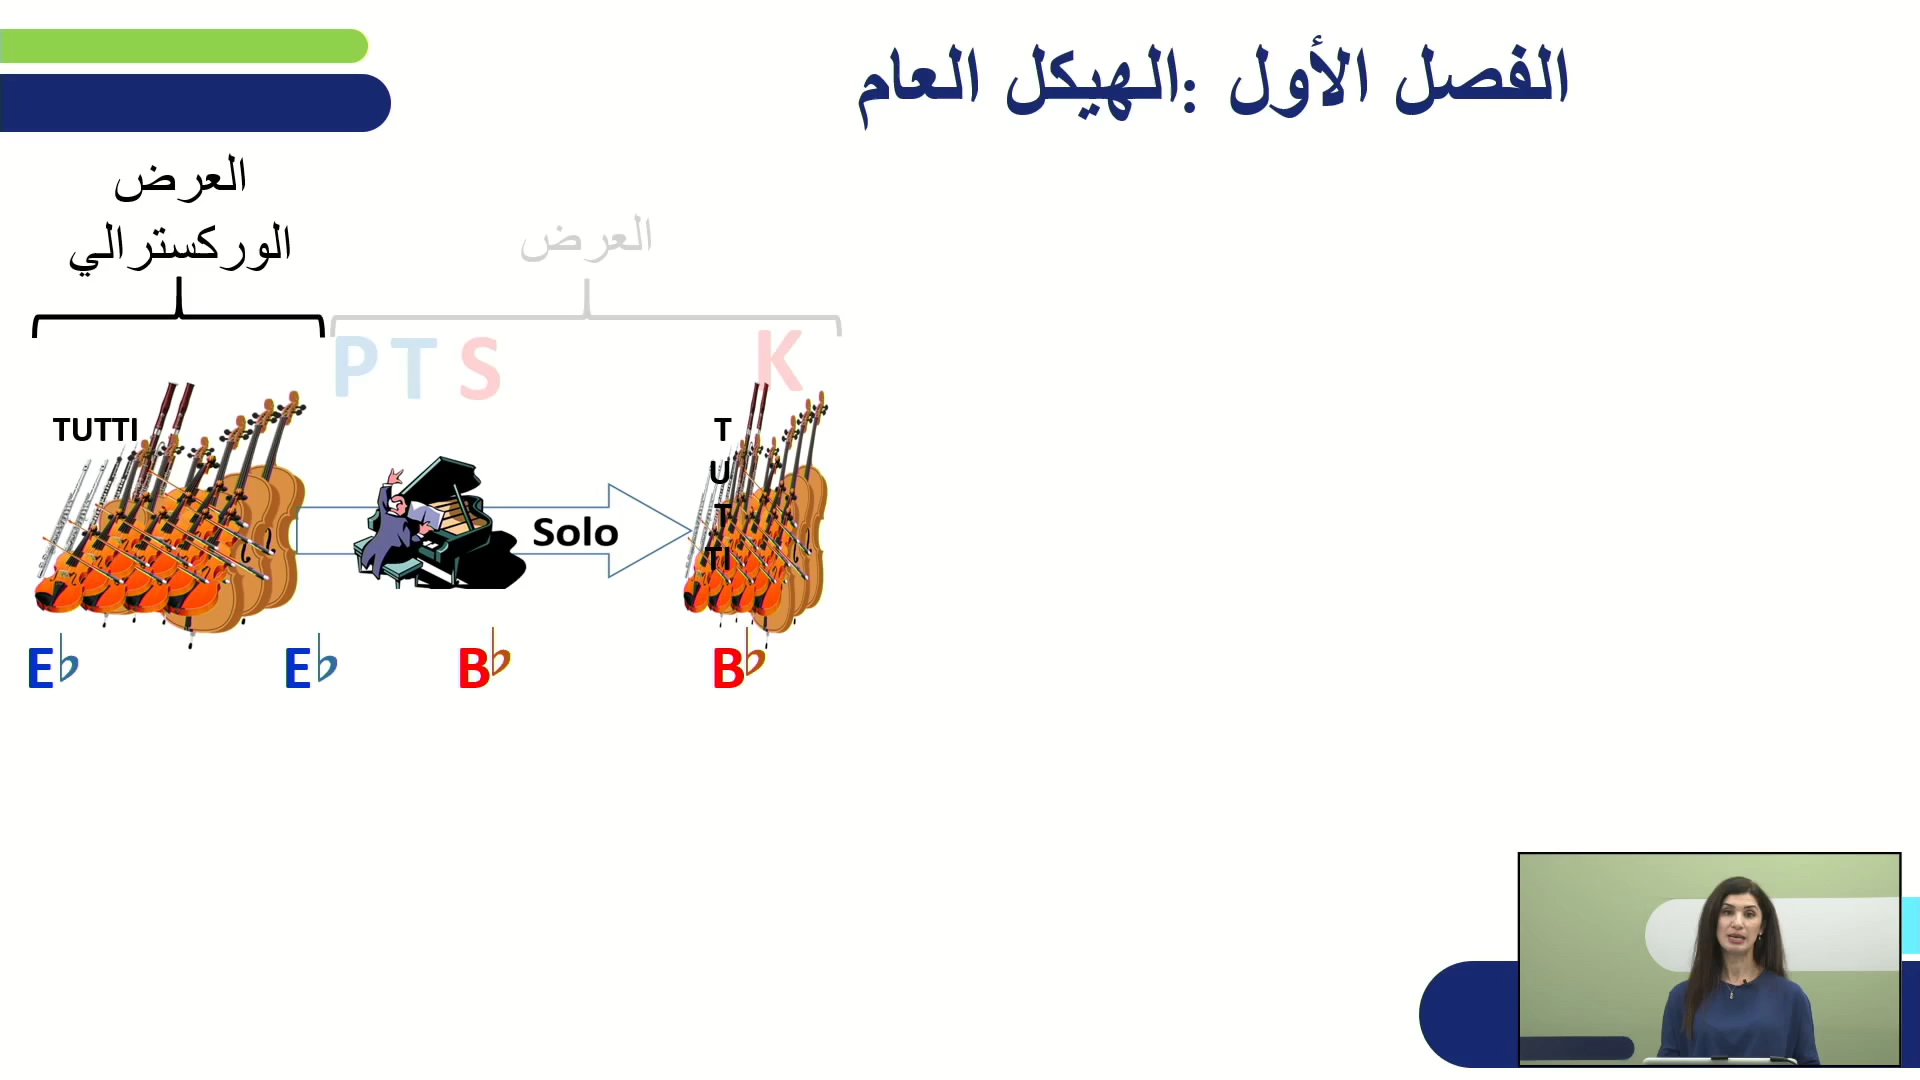 الفصل الأول :الهيكل العام
العرض
الوركسترالي
العرض
P T S K
TUTTI
T
U
T
TI
Solo
E♭ E♭ B♭ B♭